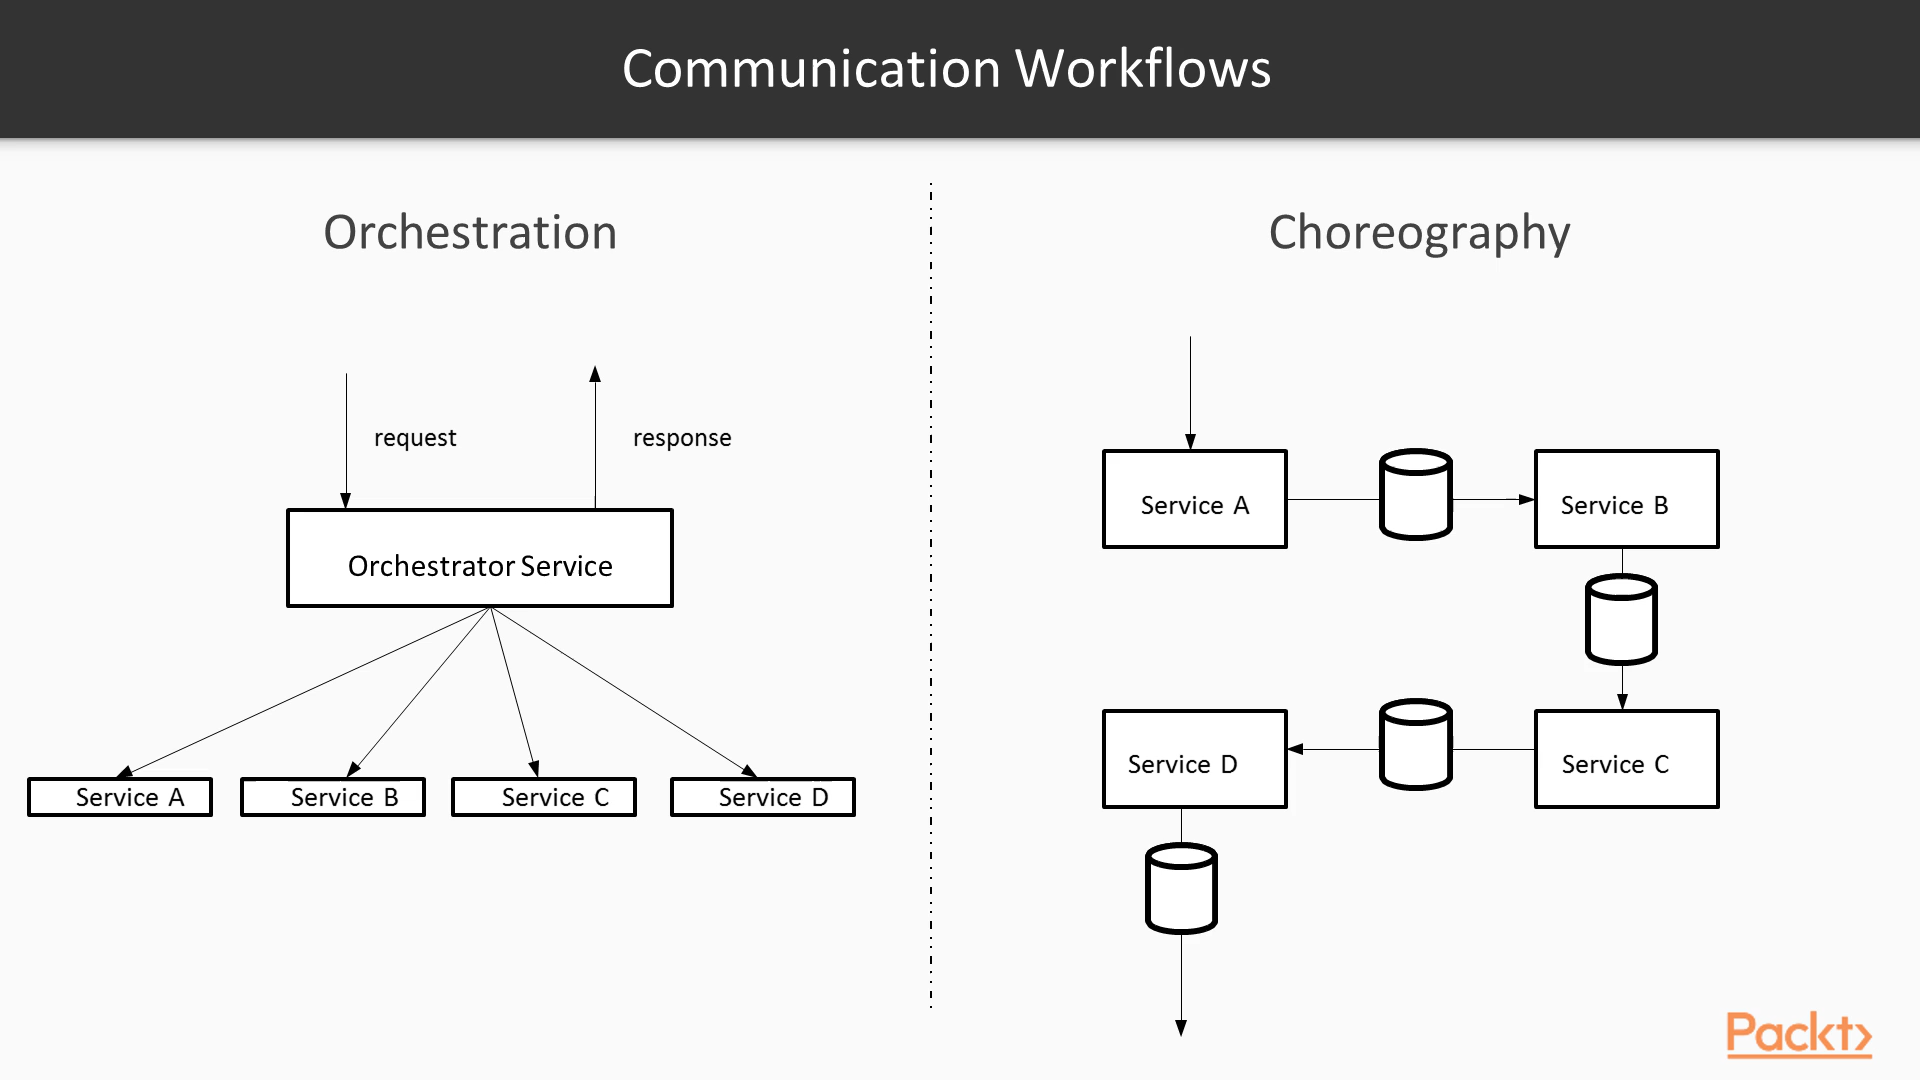 Communication Workflows
Orchestration
request
response
Orchestrator Service
Service A
Service B
Service C
Service D
Choreography
Service A
Service B
Service D
Service C
Packt